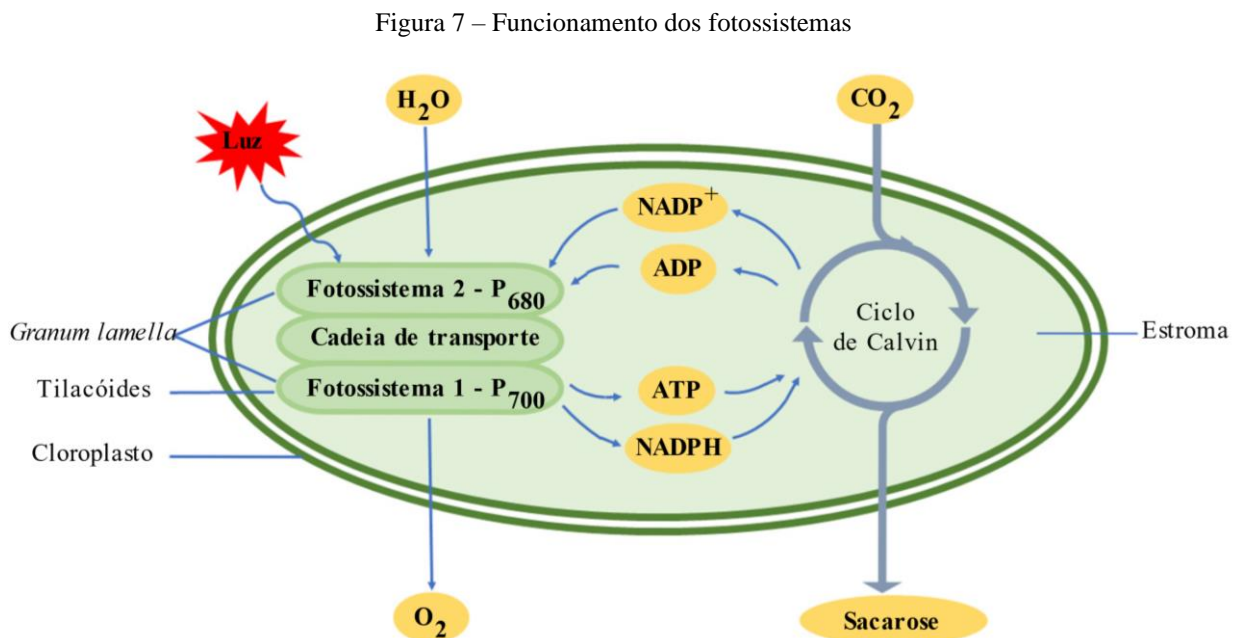 Figura 7 – Funcionamento dos fotossistemas
H2O
CO2
Luz
NADP+
ADP
Fotossistema 2 - P680
Cadeia de transporte
Fotossistema 1 - P700
Granum lamella
Tilacóides
Cloroplasto
Ciclo
de Calvin
Estroma
ATP
NADPH
O2
Sacarose